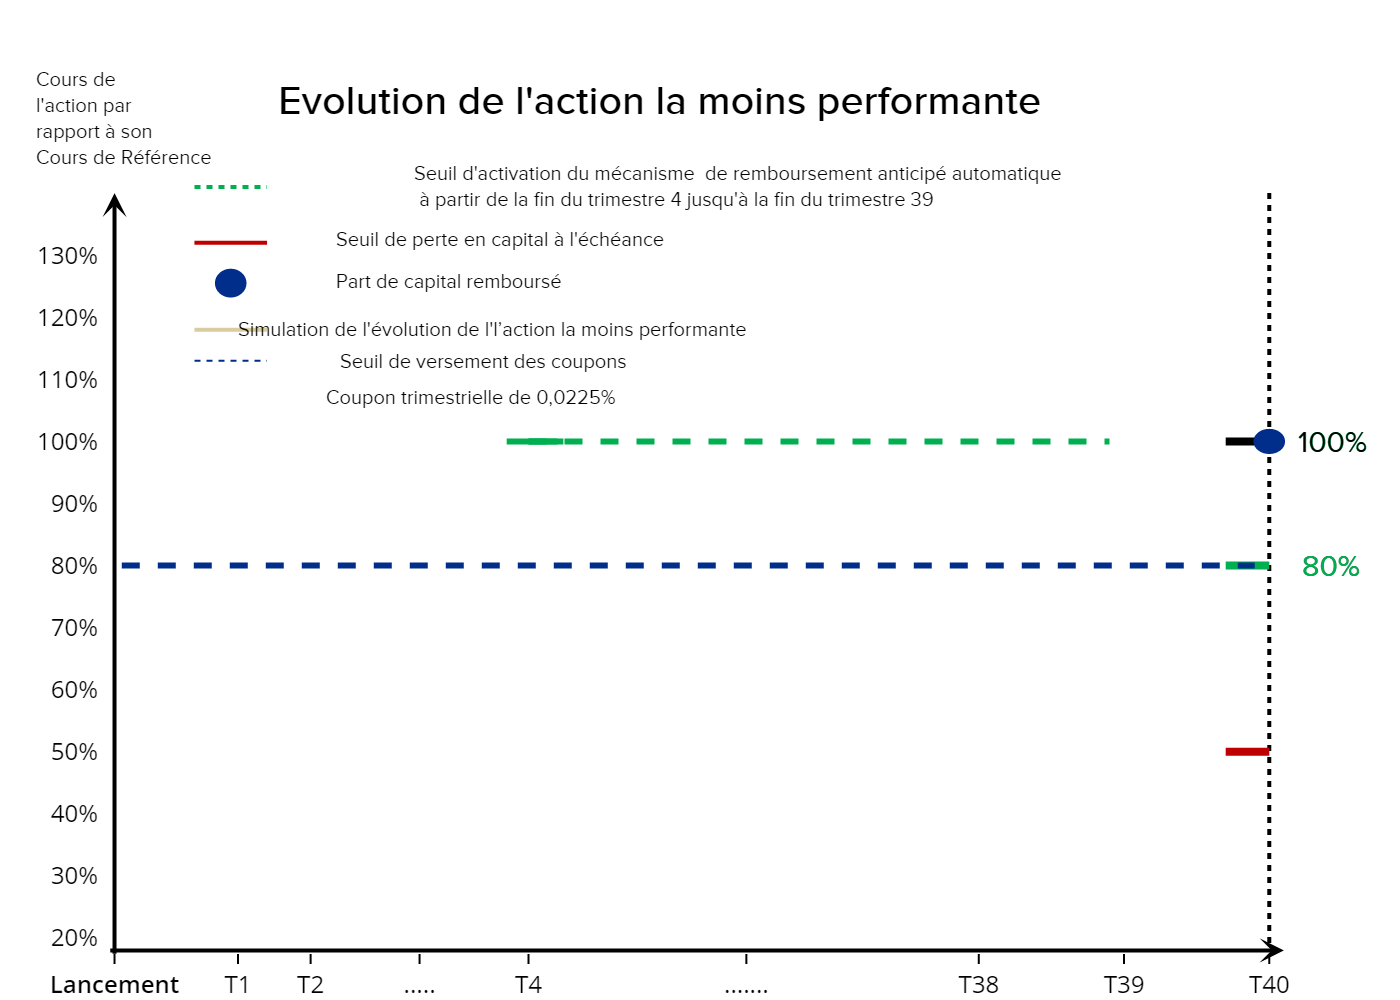 Cours de
l'action par
rapport à son
Cours de Référence
Evolution de l'action la moins performante
Seuil d'activation du mécanisme  de remboursement anticipé automatique
à partir de la fin du trimestre 4 jusqu'à la fin du trimestre 39
Seuil de perte en capital à l'échéance
Part de capital remboursé
Simulation de l'évolution de l'l’action la moins performante
Seuil de versement des coupons
Coupon trimestrielle de 0,0225%
130%
120%
110%
100%
90%
80%
70%
60%
50%
40%
30%
20%
100%
80%
Lancement T1 T2 ..... T4 ....... T38 T39 T40